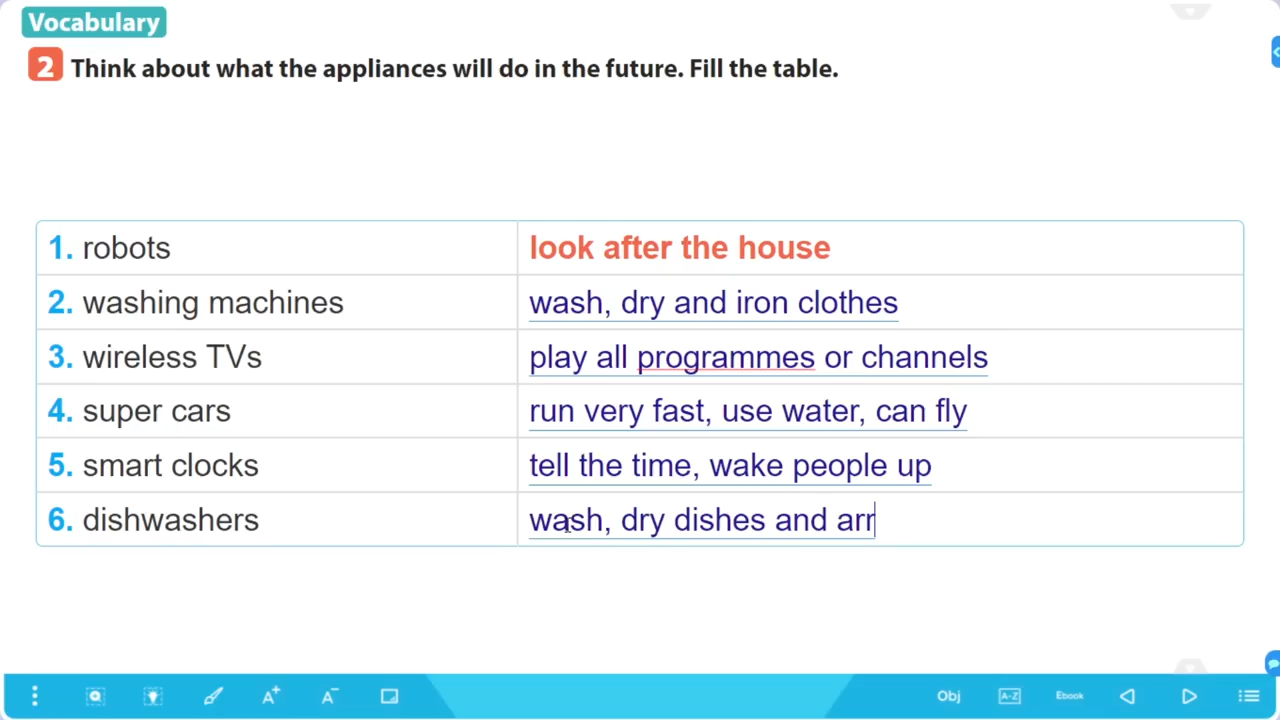 Vocabulary
2 Think about what the appliances will do in the future. Fill the table.
1. robots look after the house
2. washing machines wash, dry and iron clothes
3. wireless TVs play all programmes or channels
4. super cars run very fast, use water, can fly
5. smart clocks tell the time, wake people up
6. dishwashers wash, dry dishes and arr
A+ A- Obj A-Z Ebook